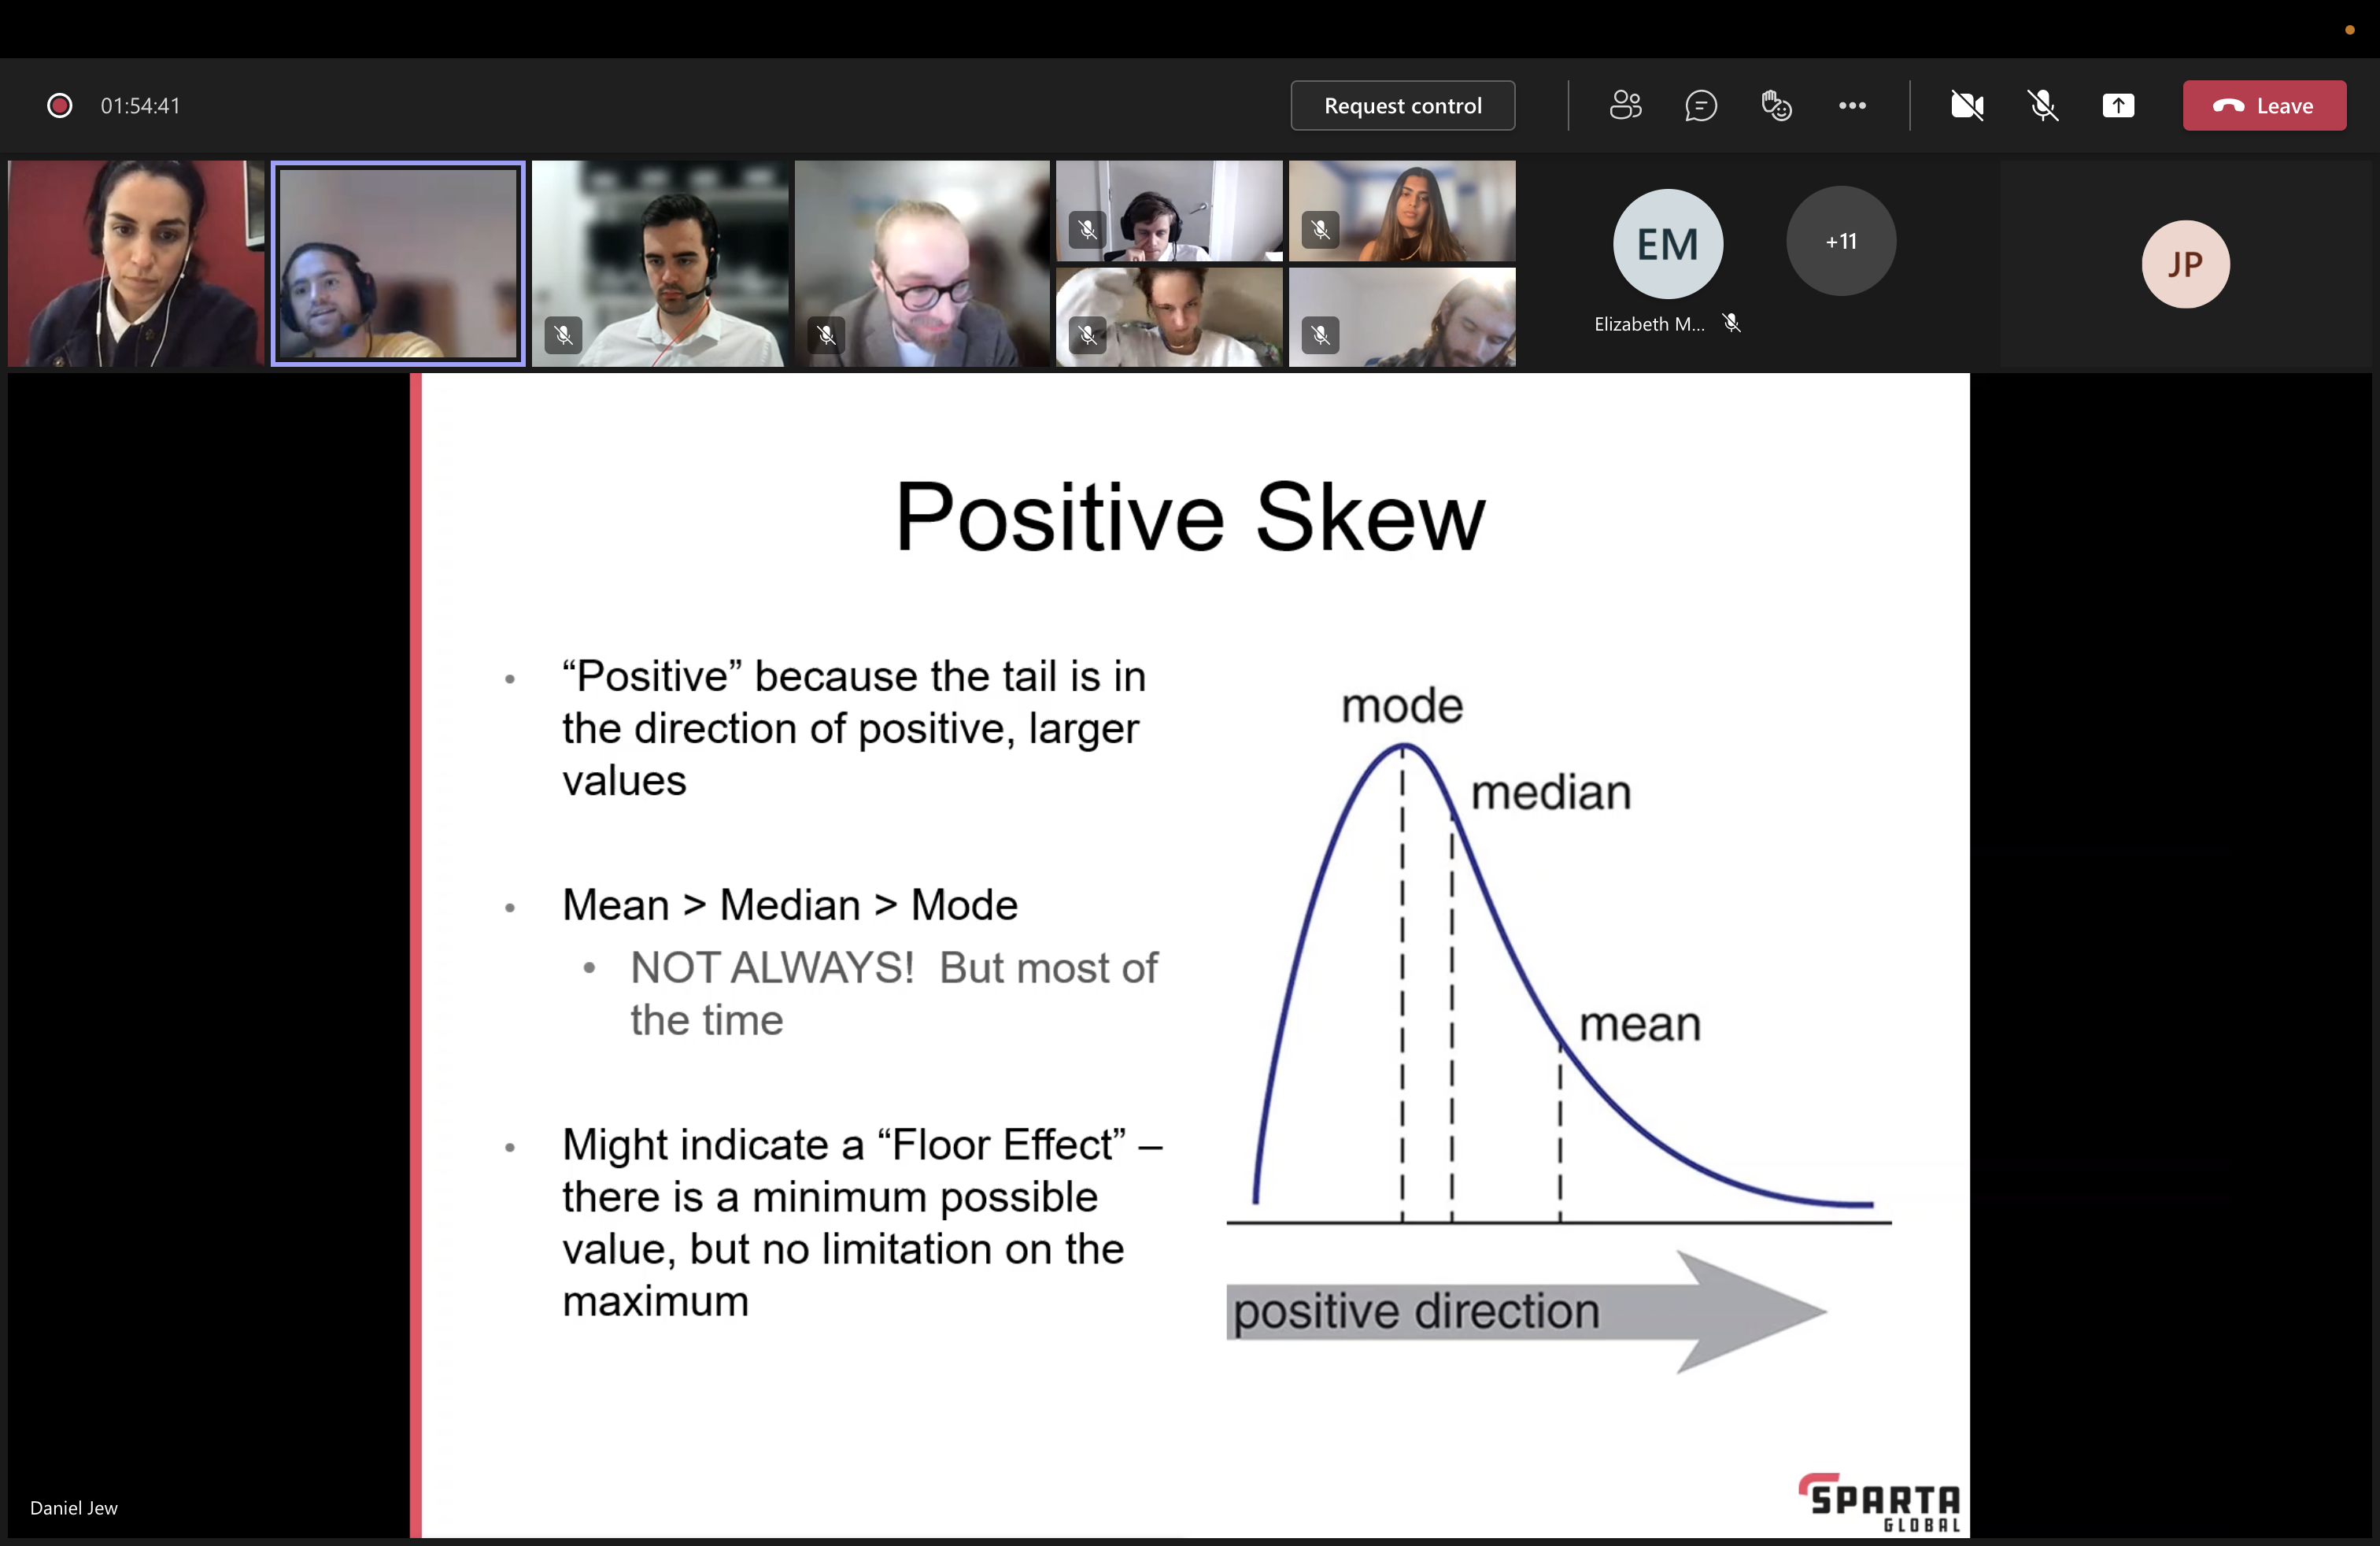 01:54:41
Request control
Leave
EM
+11
JP
Elizabeth M...
Positive Skew
“Positive” because the tail is in
the direction of positive, larger
values
Mean > Median > Mode
NOT ALWAYS!  But most of
the time
Might indicate a “Floor Effect” –
there is a minimum possible
value, but no limitation on the
maximum
mode
median
mean
positive direction
Daniel Jew
SPARTA
GLOBAL